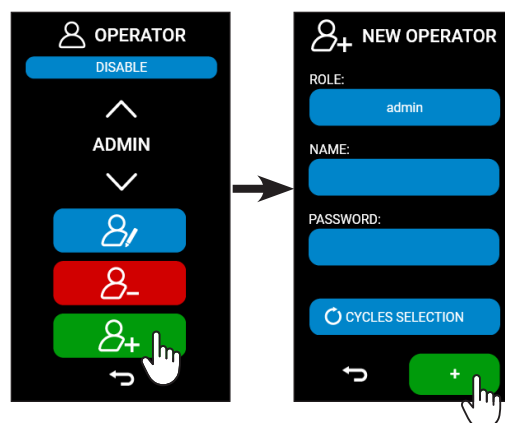 OPERATOR
DISABLE
ADMIN
NEW OPERATOR
ROLE:
admin
NAME:
PASSWORD:
CYCLES SELECTION
+